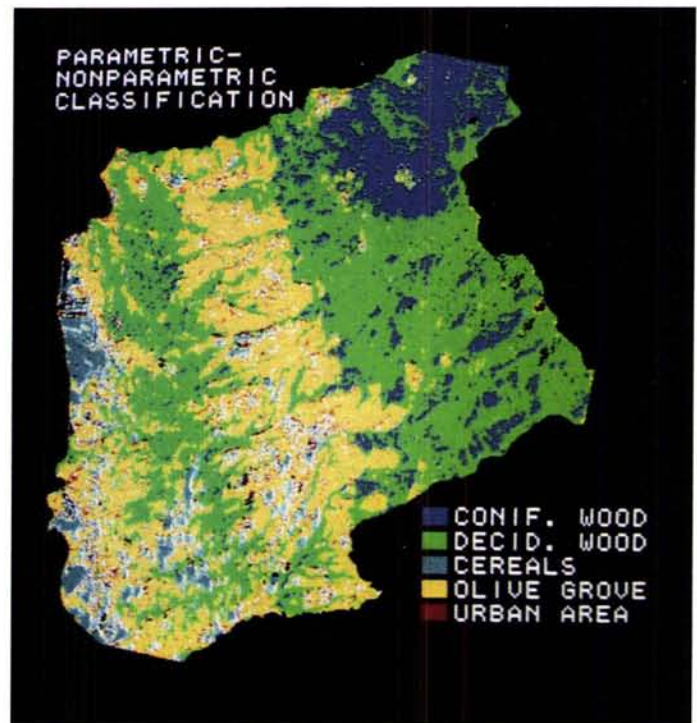 PARAMETRIC-
NONPARAMETRIC
CLASSIFICATION
CONIF. WOOD
DECID. WOOD
CEREALS
OLIVE GROVE
URBAN AREA